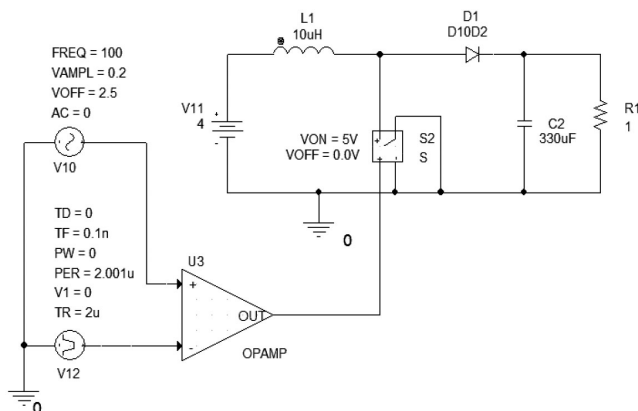 L1
10uH
D1
D10D2
FREQ = 100
VAMPL = 0.2
VOFF = 2.5
AC = 0
V10
V11
4
+
-
VON = 5V
VOFF = 0.0V
S2
S
C2
330uF
R1
1
0
TD = 0
TF = 0.1n
PW = 0
PER = 2.001u
V1 = 0
TR = 2u
V12
U3
+
-
OUT
OPAMP
0